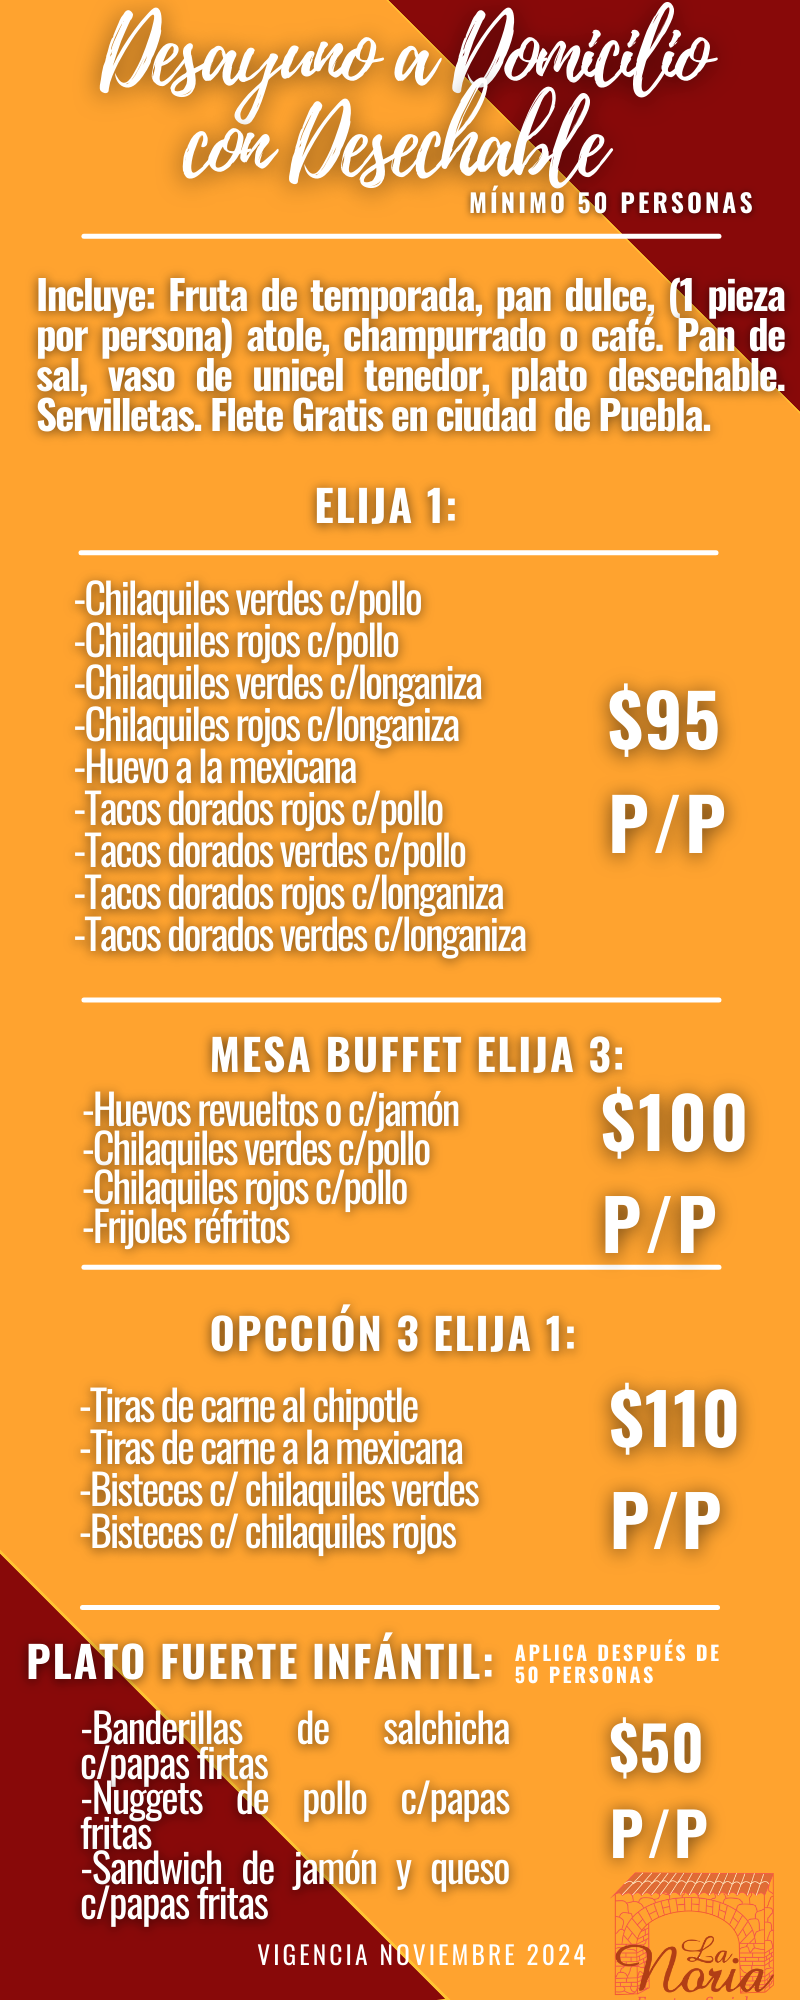 Desayuno a Domicilio
con Desechable
MÍNIMO 50 PERSONAS
Incluye: Fruta de temporada, pan dulce, (1 pieza
por persona) atole, champurrado o café. Pan de
sal, vaso de unicel tenedor, plato desechable.
Servilletas. Flete Gratis en ciudad de Puebla.
ELIJA 1:
-Chilaquiles verdes c/pollo
-Chilaquiles rojos c/pollo
-Chilaquiles verdes c/longaniza
-Chilaquiles rojos c/longaniza
-Huevo a la mexicana
-Tacos dorados rojos c/pollo
-Tacos dorados verdes c/pollo
-Tacos dorados rojos c/longaniza
-Tacos dorados verdes c/longaniza
$95
P/P
MESA BUFFET ELIJA 3:
-Huevos revueltos o c/jamón
-Chilaquiles verdes c/pollo
-Chilaquiles rojos c/pollo
-Frijoles réfritos
$100
P/P
OPCCIÓN 3 ELIJA 1:
-Tiras de carne al chipotle
-Tiras de carne a la mexicana
-Bisteces c/ chilaquiles verdes
-Bisteces c/ chilaquiles rojos
$110
P/P
PLATO FUERTE INFÁNTIL:
APLICA DESPUÉS DE
50 PERSONAS
-Banderillas de salchicha
c/papas firtas
-Nuggets de pollo c/papas
fritas
-Sandwich de jamón y queso
c/papas fritas
$50
P/P
VIGENCIA NOVIEMBRE 2024
La
Noria